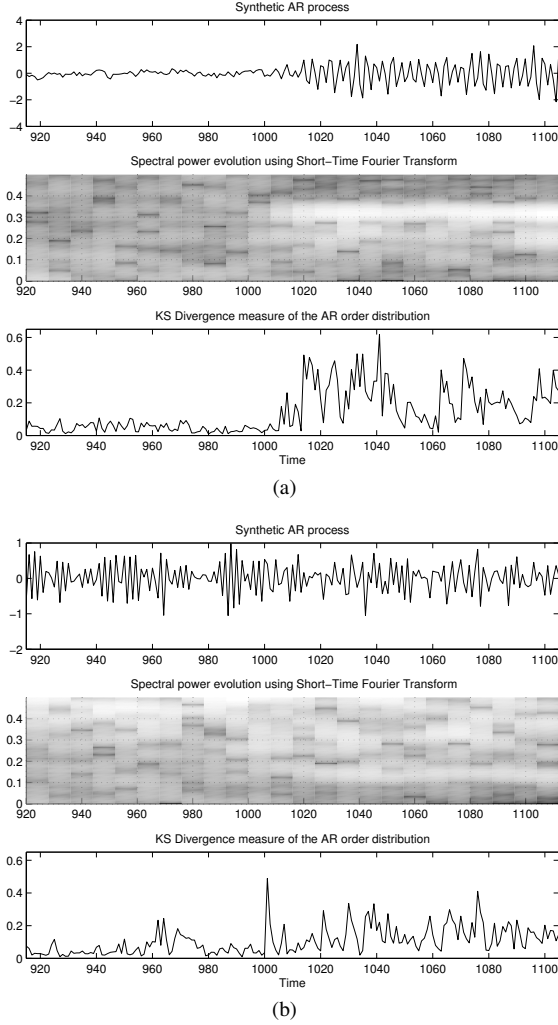 Synthetic AR process
4
2
0
−2
−4
920 940 960 980 1000 1020 1040 1060 1080 1100
Spectral power evolution using Short−Time Fourier Transform
0.4
0.3
0.2
0.1
0
920 940 960 980 1000 1020 1040 1060 1080 1100
KS Divergence measure of the AR order distribution
0.6
0.4
0.2
0
920 940 960 980 1000 1020 1040 1060 1080 1100
Time
(a)
Synthetic AR process
1
0
−1
−2
920 940 960 980 1000 1020 1040 1060 1080 1100
Spectral power evolution using Short−Time Fourier Transform
0.4
0.3
0.2
0.1
0
920 940 960 980 1000 1020 1040 1060 1080 1100
KS Divergence measure of the AR order distribution
0.6
0.4
0.2
0
920 940 960 980 1000 1020 1040 1060 1080 1100
Time
(b)